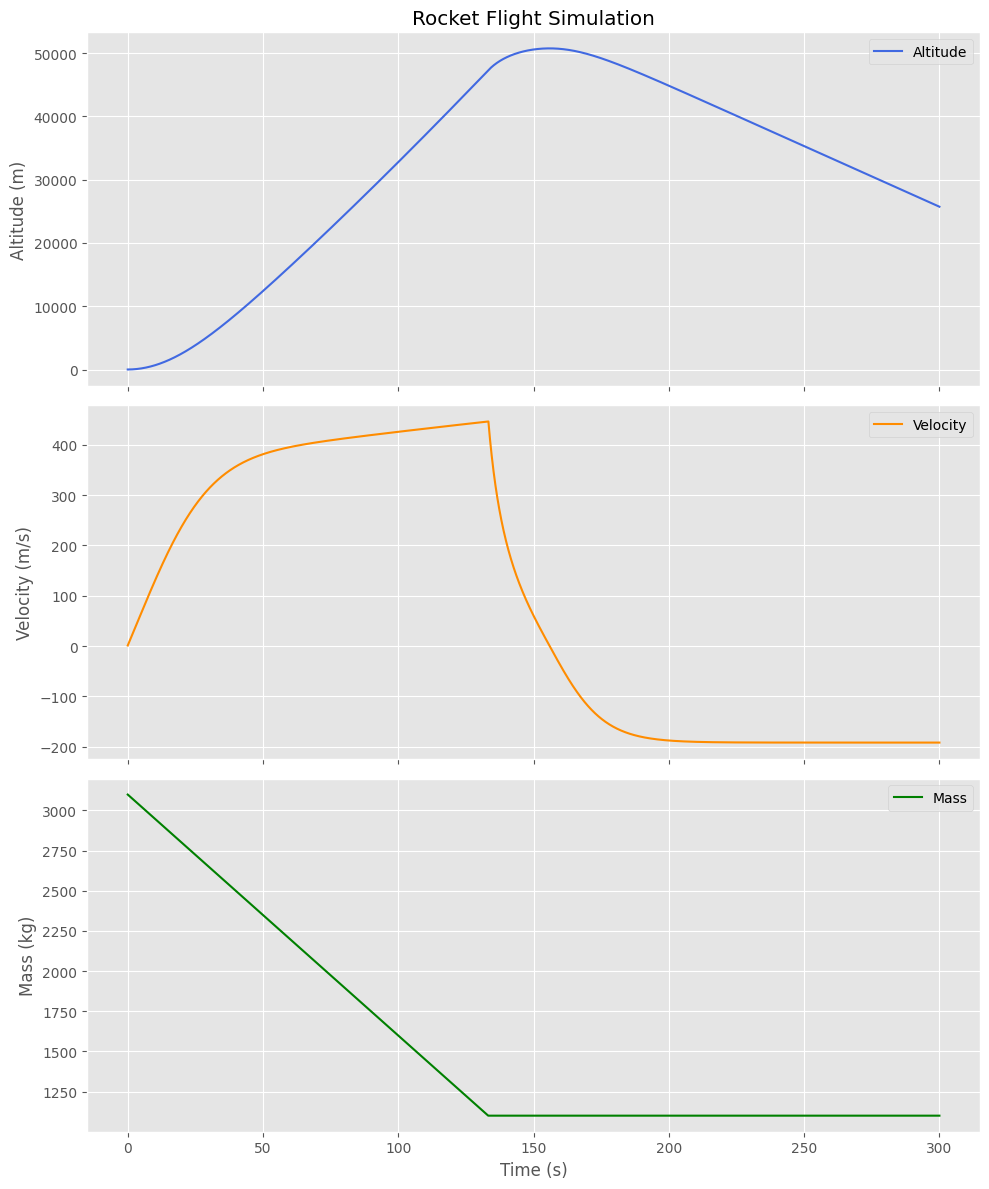 Rocket Flight Simulation
Altitude
50000
40000
30000
20000
10000
0
Altitude (m)
Velocity
400
300
200
100
0
−100
−200
Velocity (m/s)
Mass
3000
2750
2500
2250
2000
1750
1500
1250
Mass (kg)
0 50 100 150 200 250 300
Time (s)